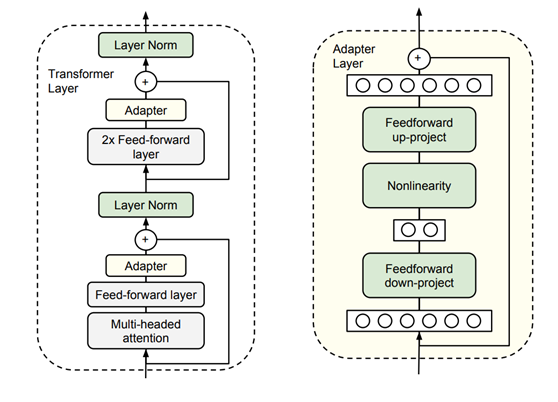 Layer Norm
Transformer
Layer
+
Adapter
2x Feed-forward
layer
Layer Norm
+
Adapter
Feed-forward layer
Multi-headed
attention
Adapter
Layer
+
Feedforward
up-project
Nonlinearity
Feedforward
down-project